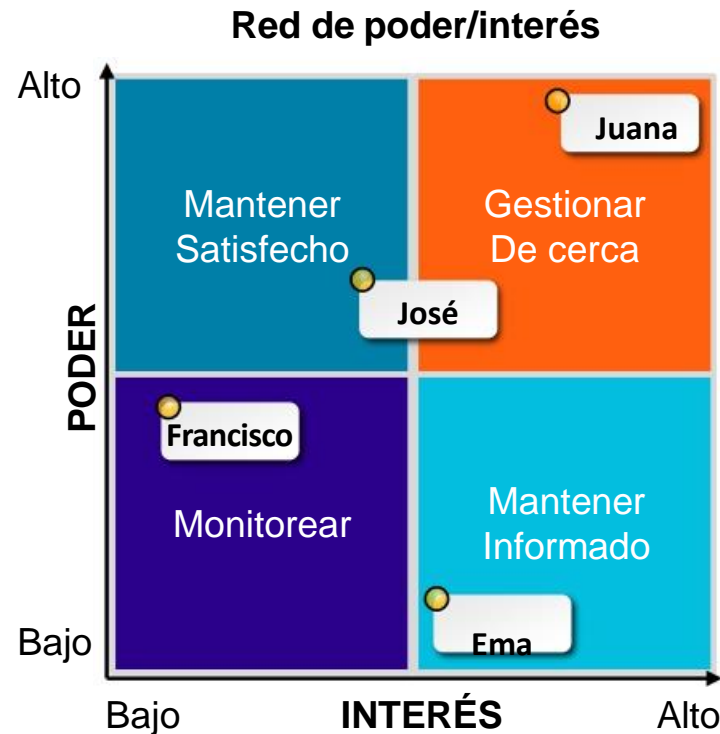 Red de poder/interés
Alto
Juana
Mantener
Satisfecho
Gestionar
De cerca
José
PODER
Francisco
Monitorear
Mantener
Informado
Ema
Bajo
Bajo
INTERÉS
Alto